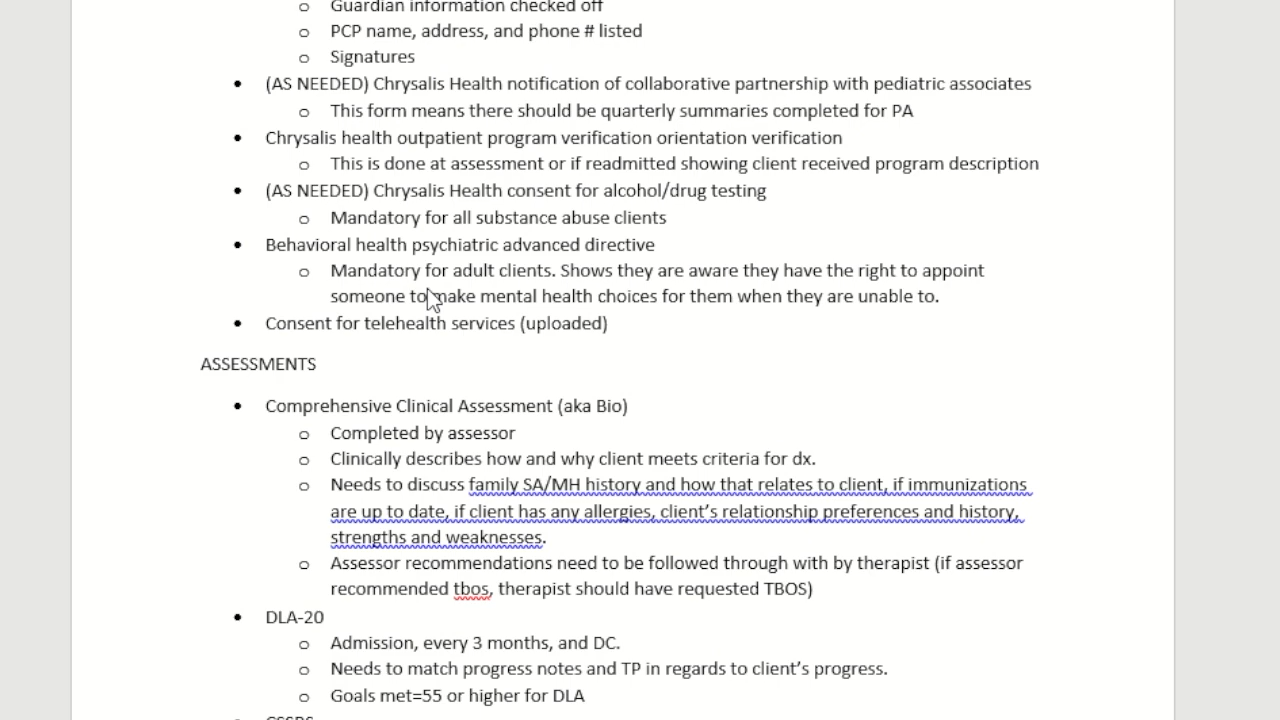 Guardian information checked off
PCP name, address, and phone # listed
Signatures
(AS NEEDED) Chrysalis Health notification of collaborative partnership with pediatric associates
This form means there should be quarterly summaries completed for PA
Chrysalis health outpatient program verification orientation verification
This is done at assessment or if readmitted showing client received program description
(AS NEEDED) Chrysalis Health consent for alcohol/drug testing
Mandatory for all substance abuse clients
Behavioral health psychiatric advanced directive
Mandatory for adult clients. Shows they are aware they have the right to appoint
someone to make mental health choices for them when they are unable to.
Consent for telehealth services (uploaded)
ASSESSMENTS
Comprehensive Clinical Assessment (aka Bio)
Completed by assessor
Clinically describes how and why client meets criteria for dx.
Needs to discuss family SA/MH history and how that relates to client, if immunizations
are up to date, if client has any allergies, client's relationship preferences and history,
strengths and weaknesses.
Assessor recommendations need to be followed through with by therapist (if assessor
recommended tbos, therapist should have requested TBOS)
DLA-20
Admission, every 3 months, and DC.
Needs to match progress notes and TP in regards to client's progress.
Goals met=55 or higher for DLA